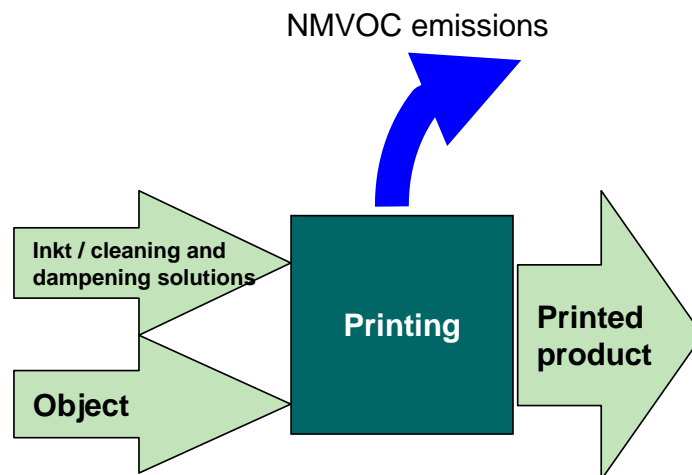 NMVOC emissions
Inkt / cleaning and
dampening solutions
Printing
Printed
product
Object